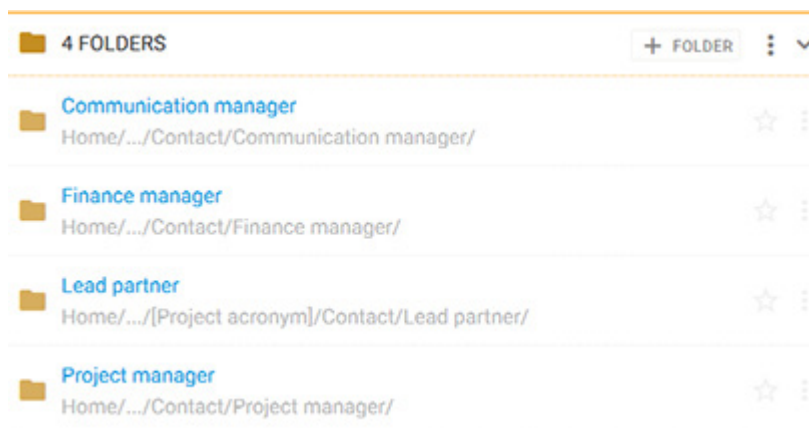 4 FOLDERS
+ FOLDER
Communication manager
Home/.../Contact/Communication manager/
Finance manager
Home/.../Contact/Finance manager/
Lead partner
Home/.../[Project acronym]/Contact/Lead partner/
Project manager
Home/.../Contact/Project manager/